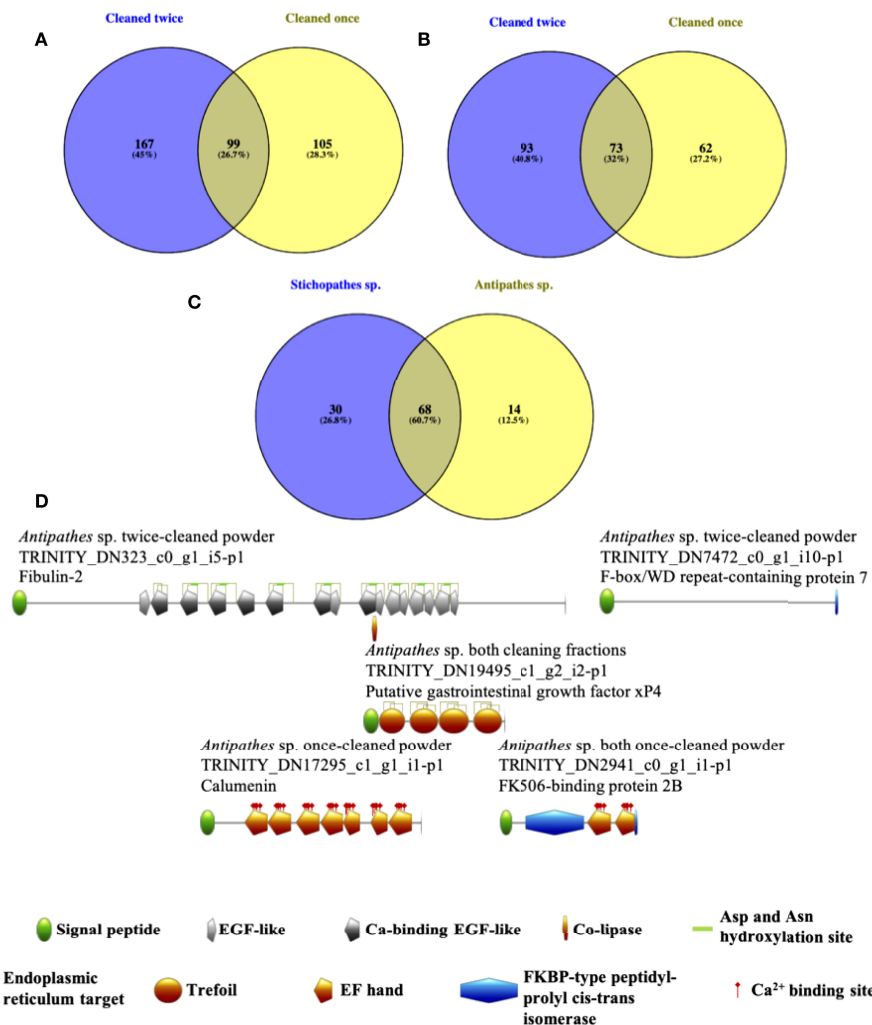 A
Cleaned twice
Cleaned once
167
(45%)
99
(26.7%)
105
(28.3%)
B
Cleaned twice
Cleaned once
93
(40.8%)
73
(32%)
62
(27.2%)
C
Stichopathes sp.
Antipathes sp.
30
(26.8%)
68
(60.7%)
14
(12.5%)
D
Antipathes sp. twice-cleaned powder
TRINITY_DN323_c0_g1_i5-p1
Fibulin-2
Antipathes sp. twice-cleaned powder
TRINITY_DN7472_c0_g1_i10-p1
F-box/WD repeat-containing protein 7
Antipathes sp. both cleaning fractions
TRINITY_DN19495_c1_g2_i2-p1
Putative gastrointestinal growth factor xP4
Antipathes sp. once-cleaned powder
TRINITY_DN17295_c1_g1_i1-p1
Calumenin
Antipathes sp. both once-cleaned powder
TRINITY_DN2941_c0_g1_i1-p1
FK506-binding protein 2B
Signal peptide
EGF-like
Ca-binding EGF-like
Co-lipase
Asp and Asn
hydroxylation site
Endoplasmic
reticulum target
Trefoil
EF hand
FKBP-type peptidyl-
prolyl cis-trans
isomerase
Ca²⁺ binding site